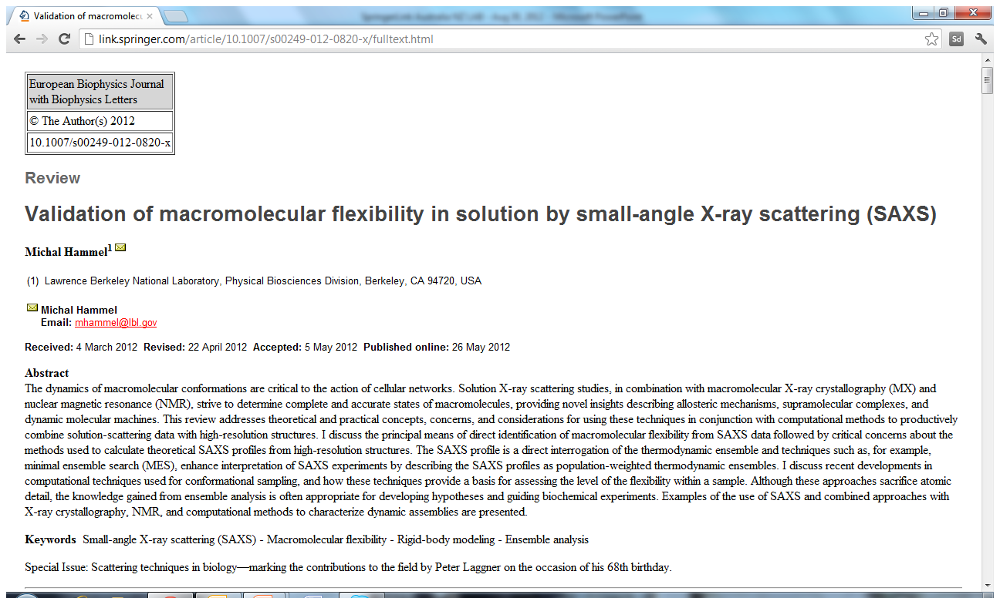 Validation of macromolecu
link.springer.com/article/10.1007/s00249-012-0820-x/fulltext.html
Sd
European Biophysics Journal
with Biophysics Letters
© The Author(s) 2012
10.1007/s00249-012-0820-x
Review
Validation of macromolecular flexibility in solution by small-angle X-ray scattering (SAXS)
Michal Hammel1
(1) Lawrence Berkeley National Laboratory, Physical Biosciences Division, Berkeley, CA 94720, USA
Michal Hammel
Email: mhammel@lbl.gov
Received: 4 March 2012 Revised: 22 April 2012 Accepted: 5 May 2012 Published online: 26 May 2012
Abstract
The dynamics of macromolecular conformations are critical to the action of cellular networks. Solution X-ray scattering studies, in combination with macromolecular X-ray crystallography (MX) and
nuclear magnetic resonance (NMR), strive to determine complete and accurate states of macromolecules, providing novel insights describing allosteric mechanisms, supramolecular complexes, and
dynamic molecular machines. This review addresses theoretical and practical concepts, concerns, and considerations for using these techniques in conjunction with computational methods to productively
combine solution-scattering data with high-resolution structures. I discuss the principal means of direct identification of macromolecular flexibility from SAXS data followed by critical concerns about the
methods used to calculate theoretical SAXS profiles from high-resolution structures. The SAXS profile is a direct interrogation of the thermodynamic ensemble and techniques such as, for example,
minimal ensemble search (MES), enhance interpretation of SAXS experiments by describing the SAXS profiles as population-weighted thermodynamic ensembles. I discuss recent developments in
computational techniques used for conformational sampling, and how these techniques provide a basis for assessing the level of the flexibility within a sample. Although these approaches sacrifice atomic
detail, the knowledge gained from ensemble analysis is often appropriate for developing hypotheses and guiding biochemical experiments. Examples of the use of SAXS and combined approaches with
X-ray crystallography, NMR, and computational methods to characterize dynamic assemblies are presented.
Keywords Small-angle X-ray scattering (SAXS) - Macromolecular flexibility - Rigid-body modeling - Ensemble analysis
Special Issue: Scattering techniques in biology—marking the contributions to the field by Peter Laggner on the occasion of his 68th birthday.